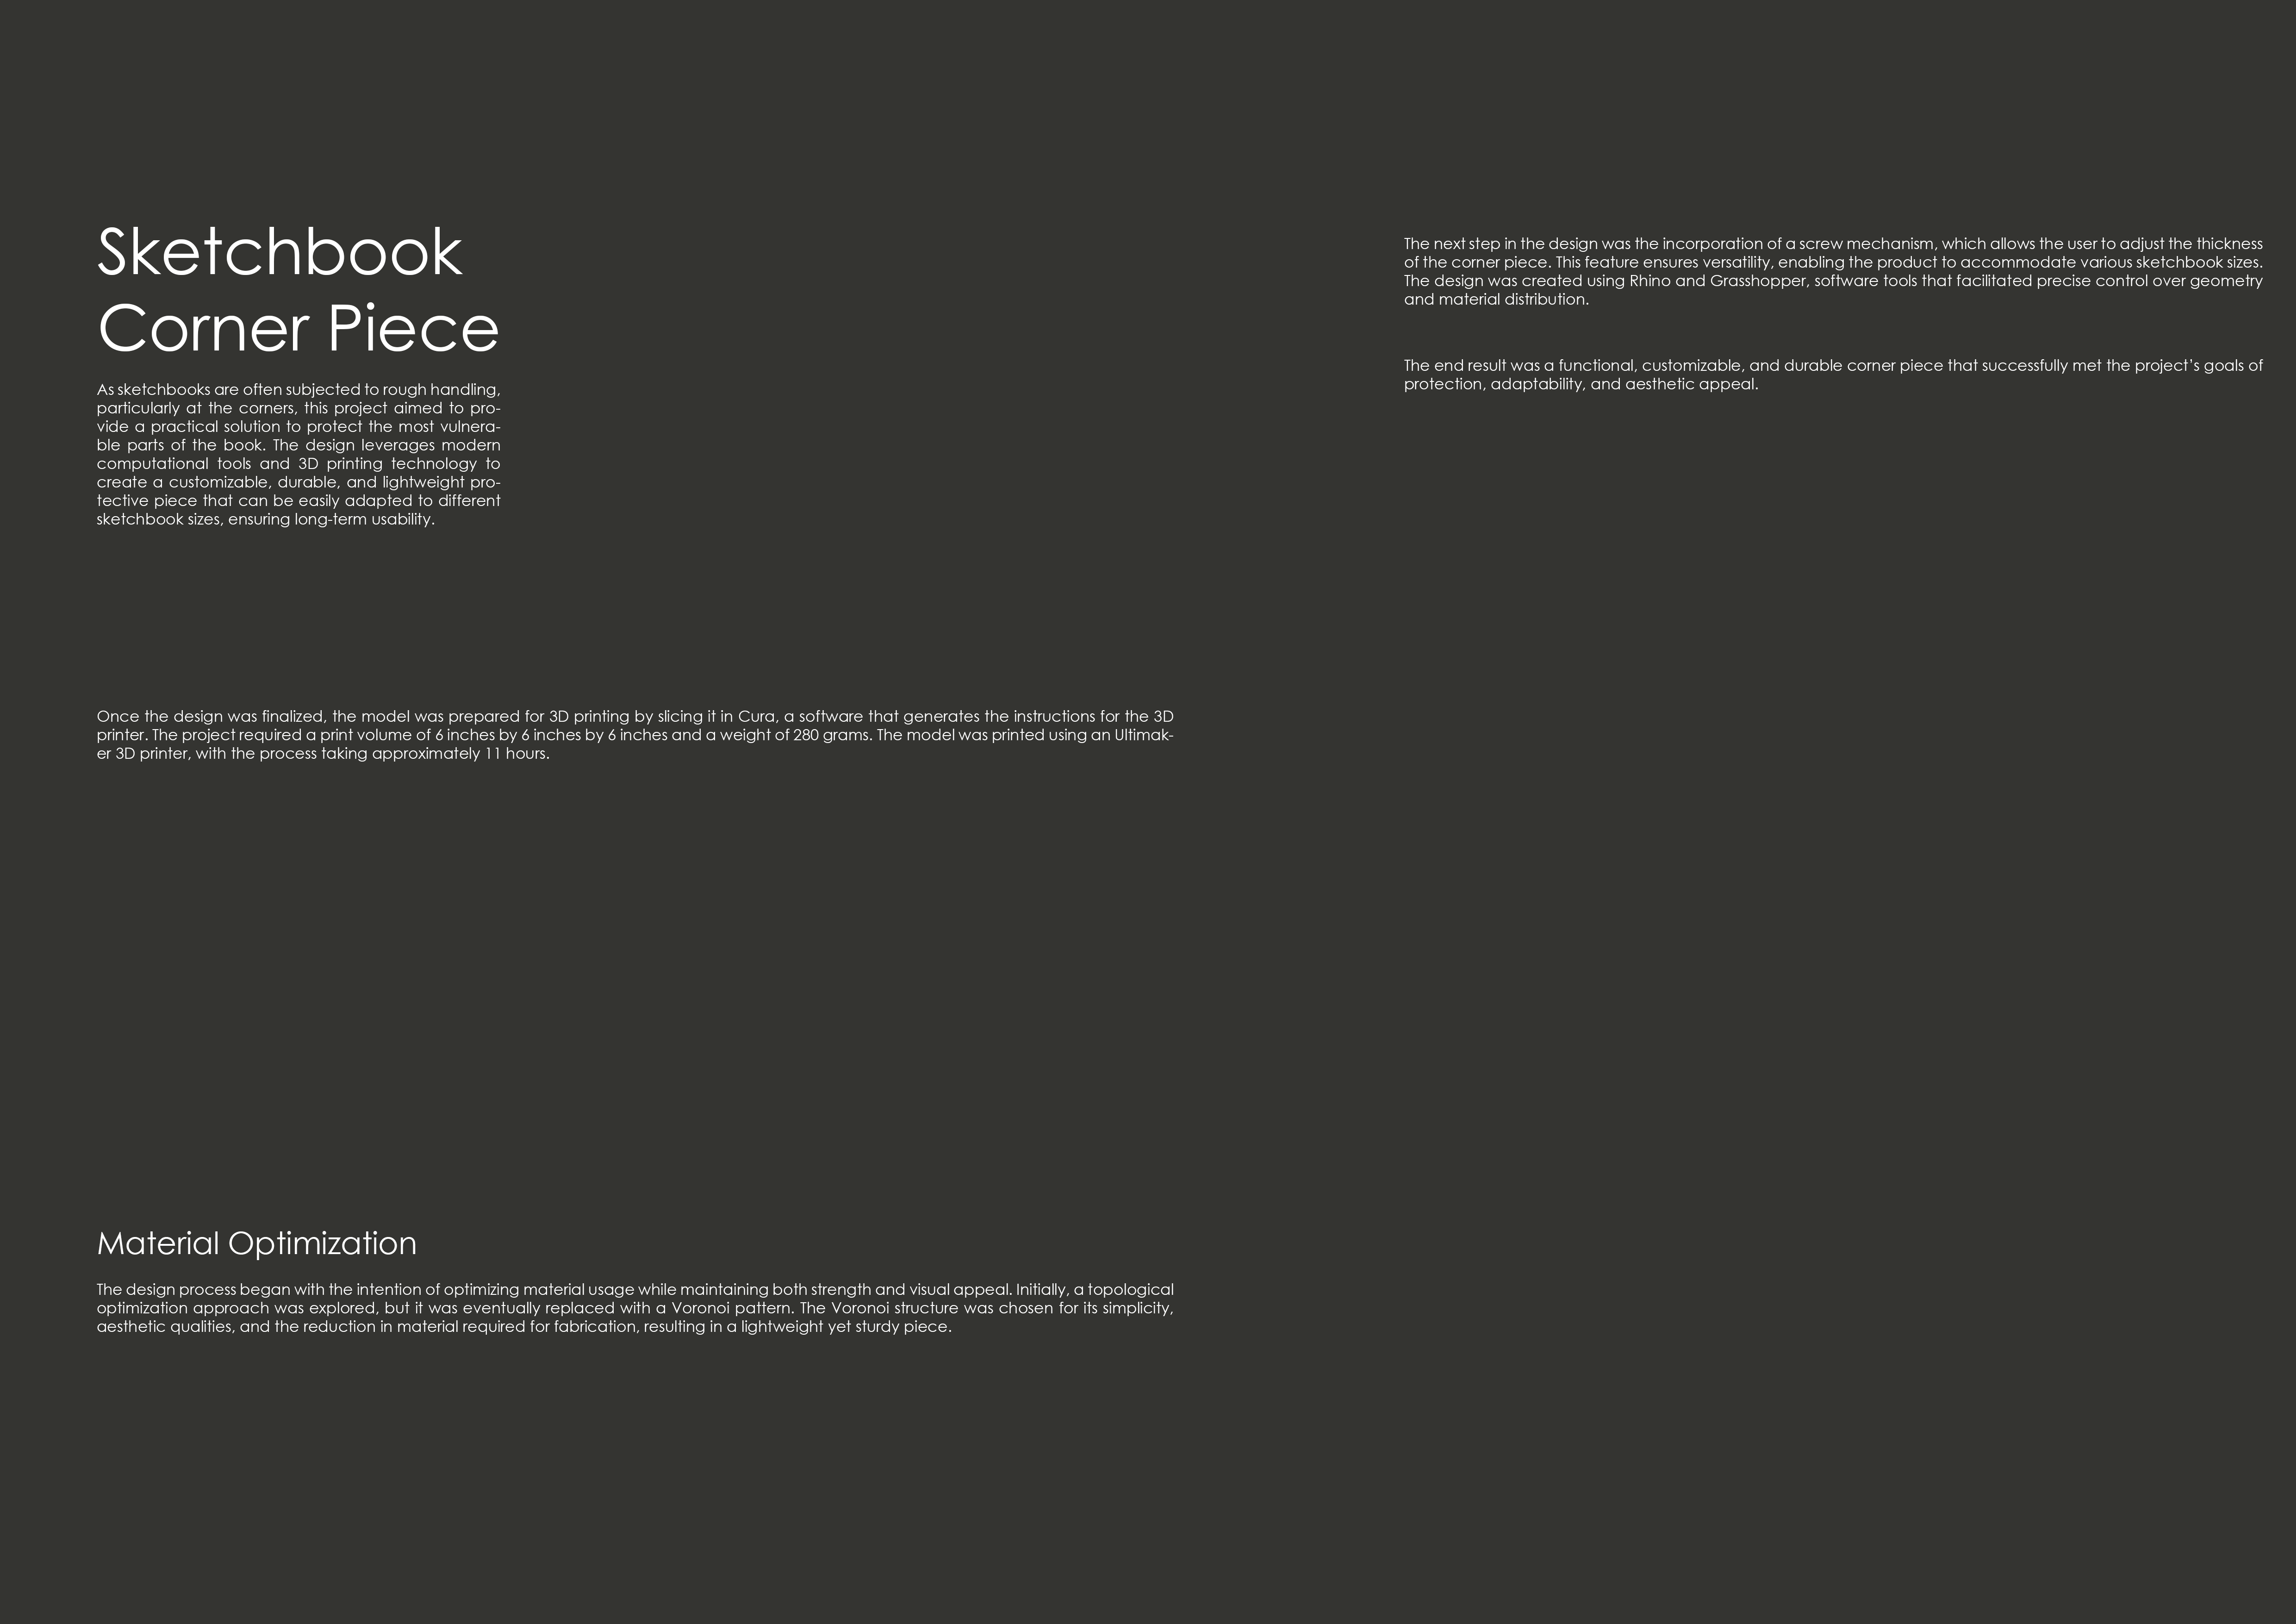 Sketchbook
Corner Piece
As sketchbooks are often subjected to rough handling,
particularly at the corners, this project aimed to pro-
vide a practical solution to protect the most vulnera-
ble parts of the book. The design leverages modern
computational tools and 3D printing technology to
create a customizable, durable, and lightweight pro-
tective piece that can be easily adapted to different
sketchbook sizes, ensuring long-term usability.
Once the design was finalized, the model was prepared for 3D printing by slicing it in Cura, a software that generates the instructions for the 3D
printer. The project required a print volume of 6 inches by 6 inches by 6 inches and a weight of 280 grams. The model was printed using an Ultimak-
er 3D printer, with the process taking approximately 11 hours.
Material Optimization
The design process began with the intention of optimizing material usage while maintaining both strength and visual appeal. Initially, a topological
optimization approach was explored, but it was eventually replaced with a Voronoi pattern. The Voronoi structure was chosen for its simplicity,
aesthetic qualities, and the reduction in material required for fabrication, resulting in a lightweight yet sturdy piece.
The next step in the design was the incorporation of a screw mechanism, which allows the user to adjust the thickness
of the corner piece. This feature ensures versatility, enabling the product to accommodate various sketchbook sizes.
The design was created using Rhino and Grasshopper, software tools that facilitated precise control over geometry
and material distribution.
The end result was a functional, customizable, and durable corner piece that successfully met the project’s goals of
protection, adaptability, and aesthetic appeal.